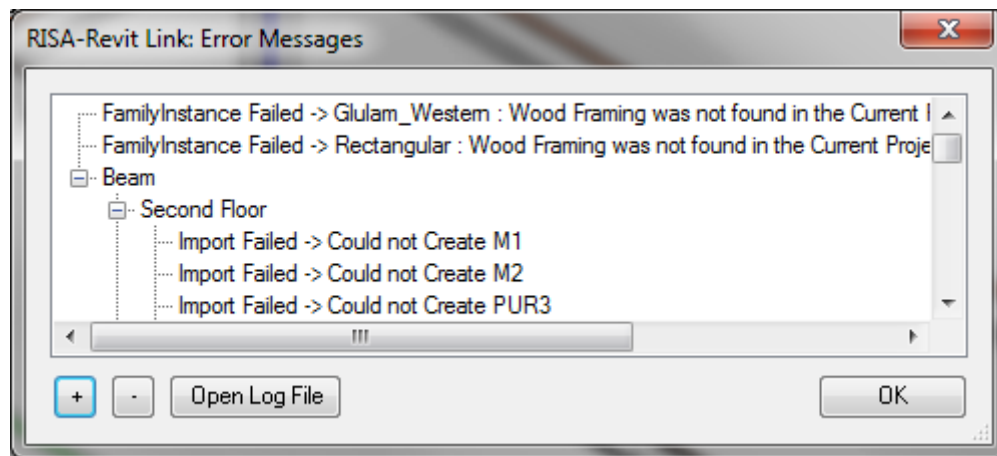 RISA-Revit Link: Error Messages
FamilyInstance Failed -> Glulam_Western : Wood Framing was not found in the Current
FamilyInstance Failed -> Rectangular : Wood Framing was not found in the Current Proje
Beam
Second Floor
Import Failed -> Could not Create M1
Import Failed -> Could not Create M2
Import Failed -> Could not Create PUR3
+ - Open Log File OK